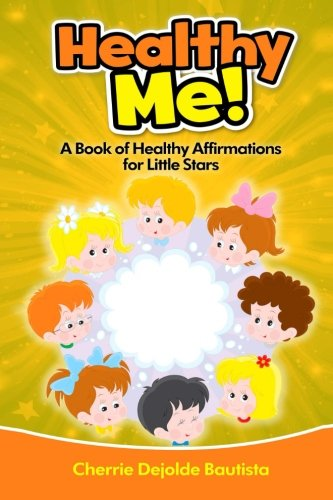 Healthy
Me!
A Book of Healthy Affirmations
for Little Stars
Cherrie Dejolde Bautista